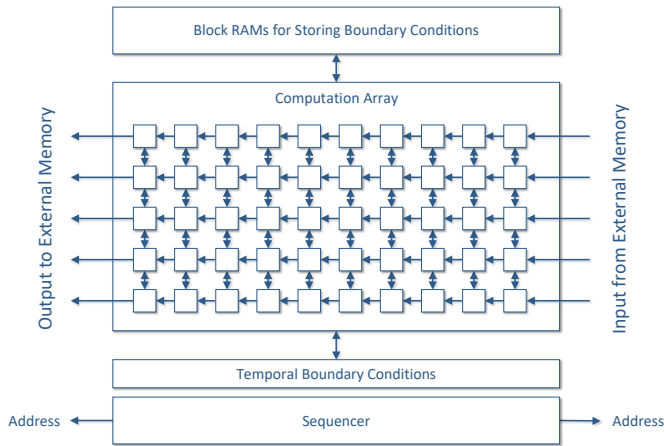 Block RAMs for Storing Boundary Conditions
Computation Array
Output to External Memory
Input from External Memory
Temporal Boundary Conditions
Address
Sequencer
Address